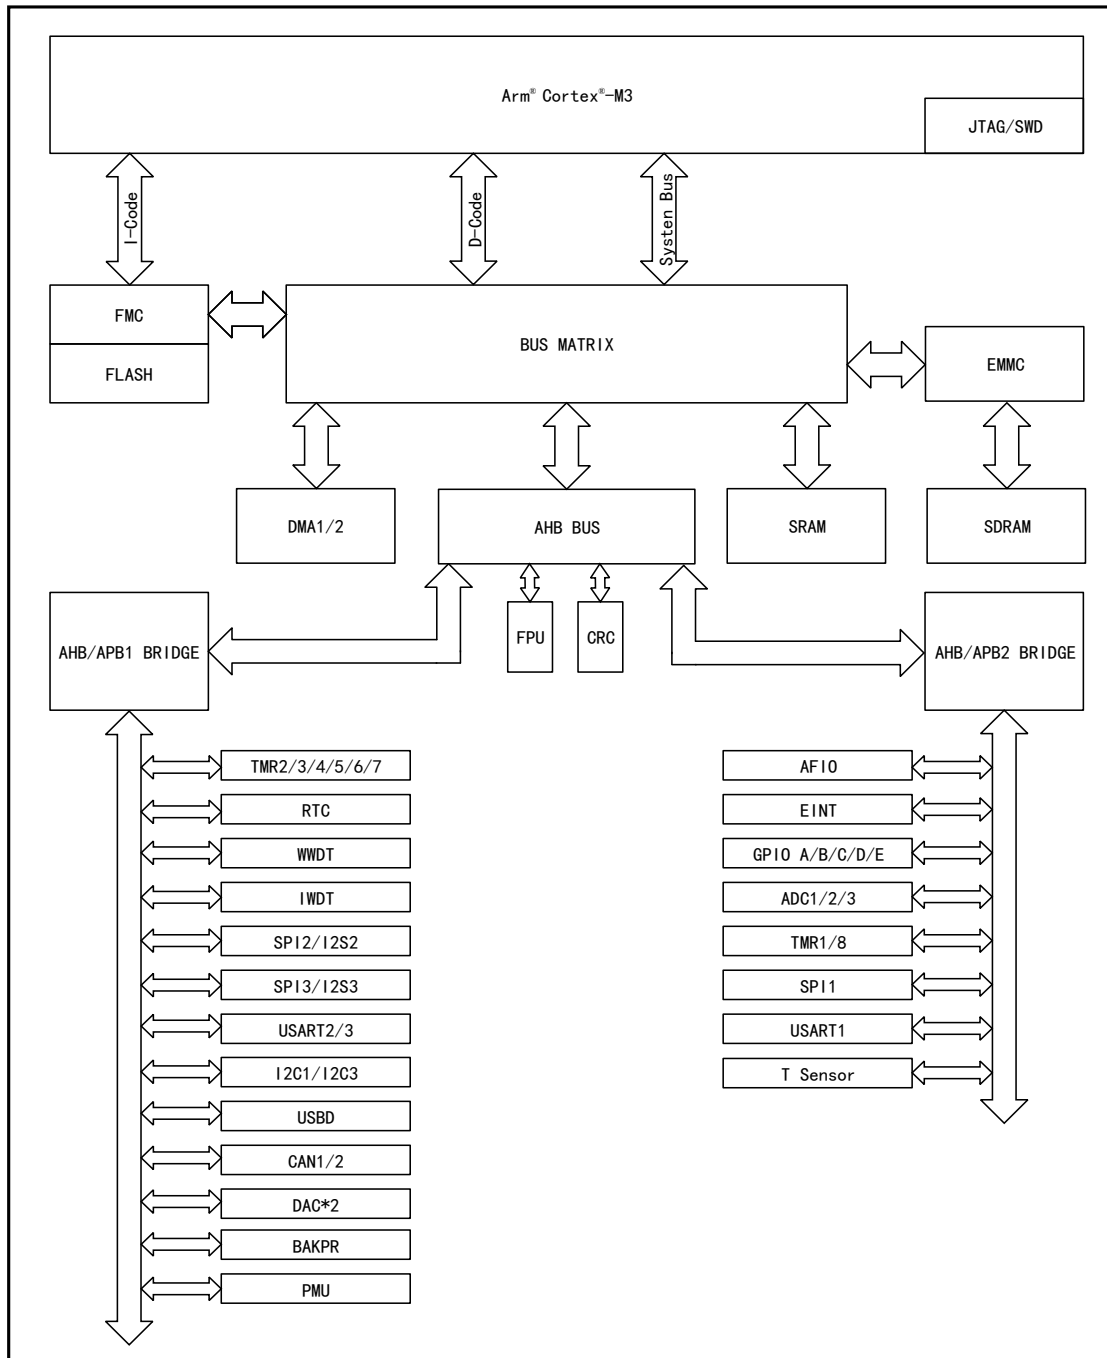 Arm® Cortex®-M3
JTAG/SWD
I-Code
D-Code
Systen Bus
FMC
FLASH
BUS MATRIX
EMMC
DMA1/2
AHB BUS
SRAM
SDRAM
FPU
CRC
AHB/APB1 BRIDGE
AHB/APB2 BRIDGE
TMR2/3/4/5/6/7
RTC
WWDT
IWDT
SPI2/I2S2
SPI3/I2S3
USART2/3
I2C1/I2C3
USBD
CAN1/2
DAC*2
BAKPR
PMU
AFIO
EINT
GPIO A/B/C/D/E
ADC1/2/3
TMR1/8
SPI1
USART1
T Sensor